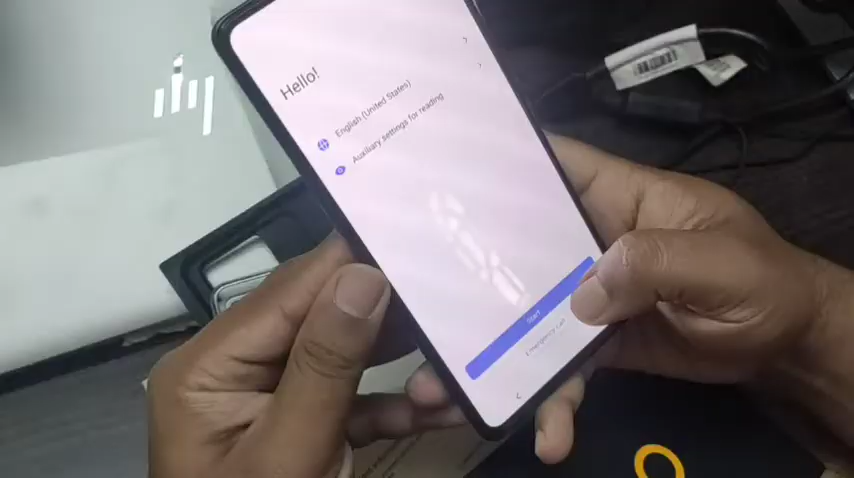 Hello!
English (United States)
Auxiliary settings for reading
Start
Emergency call